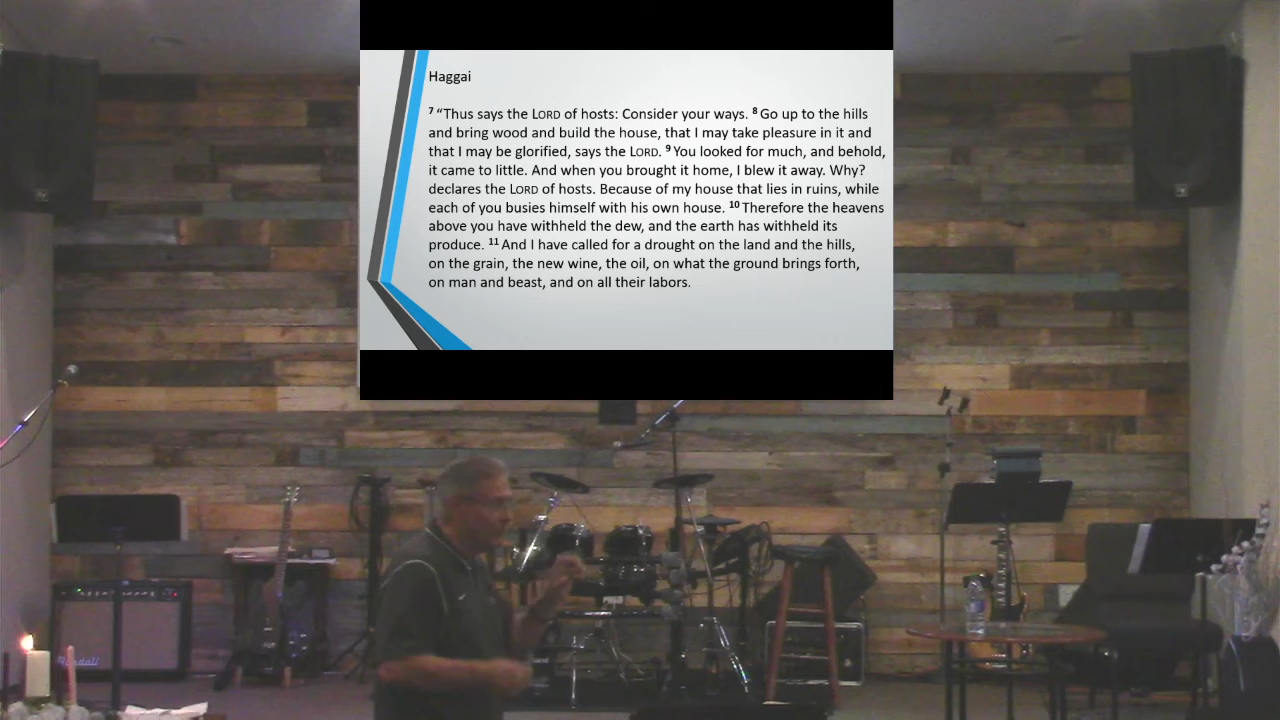 Haggai
7 “Thus says the LORD of hosts: Consider your ways. 8 Go up to the hills
and bring wood and build the house, that I may take pleasure in it and
that I may be glorified, says the LORD. 9 You looked for much, and behold,
it came to little. And when you brought it home, I blew it away. Why?
declares the LORD of hosts. Because of my house that lies in ruins, while
each of you busies himself with his own house. 10 Therefore the heavens
above you have withheld the dew, and the earth has withheld its
produce. 11 And I have called for a drought on the land and the hills,
on the grain, the new wine, the oil, on what the ground brings forth,
on man and beast, and on all their labors.
Randall